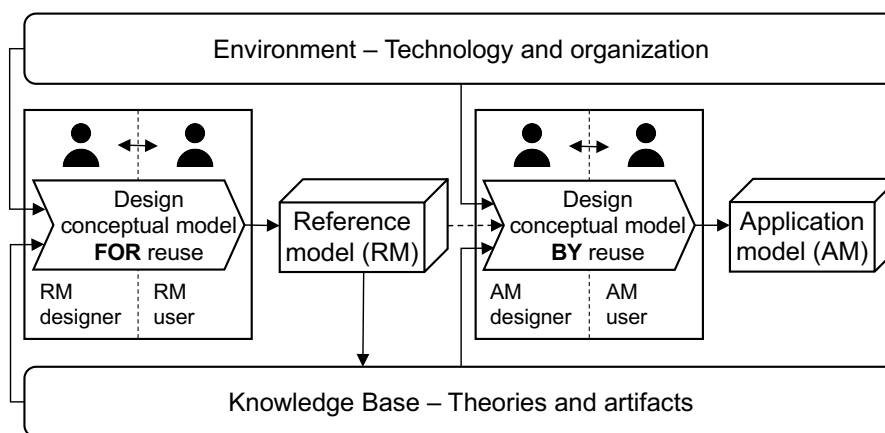 Environment – Technology and organization
Design
conceptual model
FOR reuse
RM
designer
RM
user
Reference
model (RM)
Design
conceptual model
BY reuse
AM
designer
AM
user
Application
model (AM)
Knowledge Base – Theories and artifacts